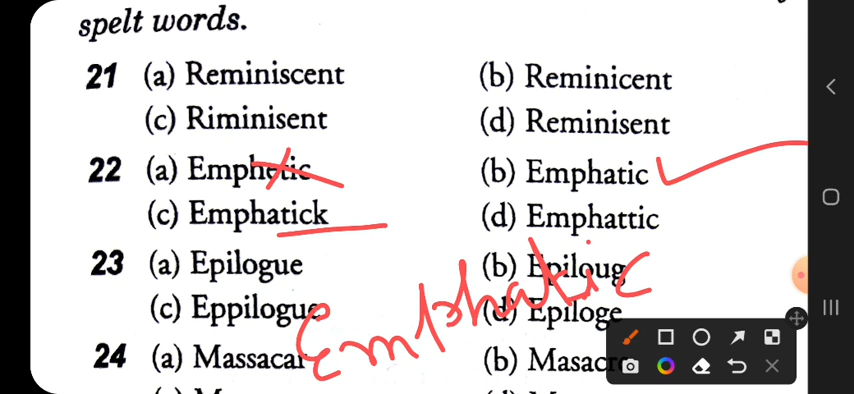 spelt words.
21 (a) Reminiscent (b) Reminicent
(c) Riminisent (d) Reminisent
22 (a) Emphetic (b) Emphatic
(c) Emphatick (d) Emphattic
23 (a) Epilogue (b) Epiloug
(c) Eppilogue (d) Epiloge
Emphatic
24 (a) Massacar (b) Masacre